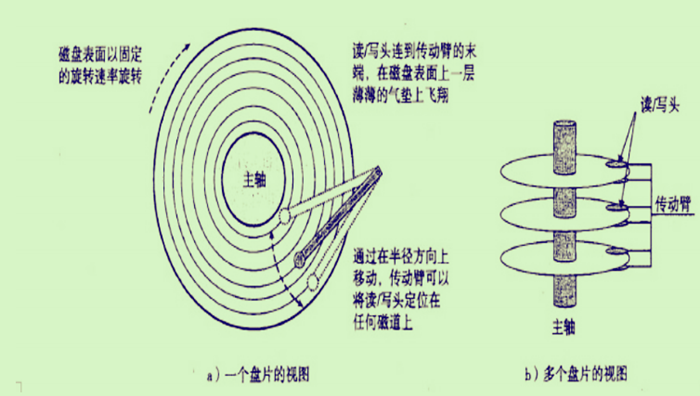 磁盘表面以固定
的旋转速率旋转
读/写头连到传动臂的末
端，在磁盘表面上一层
薄薄的气垫上飞翔
主轴
通过在半径方向上
移动，传动臂可以
将读/写头定位在
任何磁道上
a）一个盘片的视图
读/写头
传动臂
主轴
b）多个盘片的视图